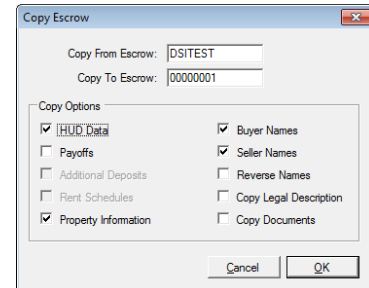 Copy Escrow
Copy From Escrow: DSITEST
Copy To Escrow: 00000001
Copy Options
HUD Data
Buyer Names
Payoffs
Seller Names
Additional Deposits
Reverse Names
Rent Schedules
Copy Legal Description
Property Information
Copy Documents
Cancel
OK